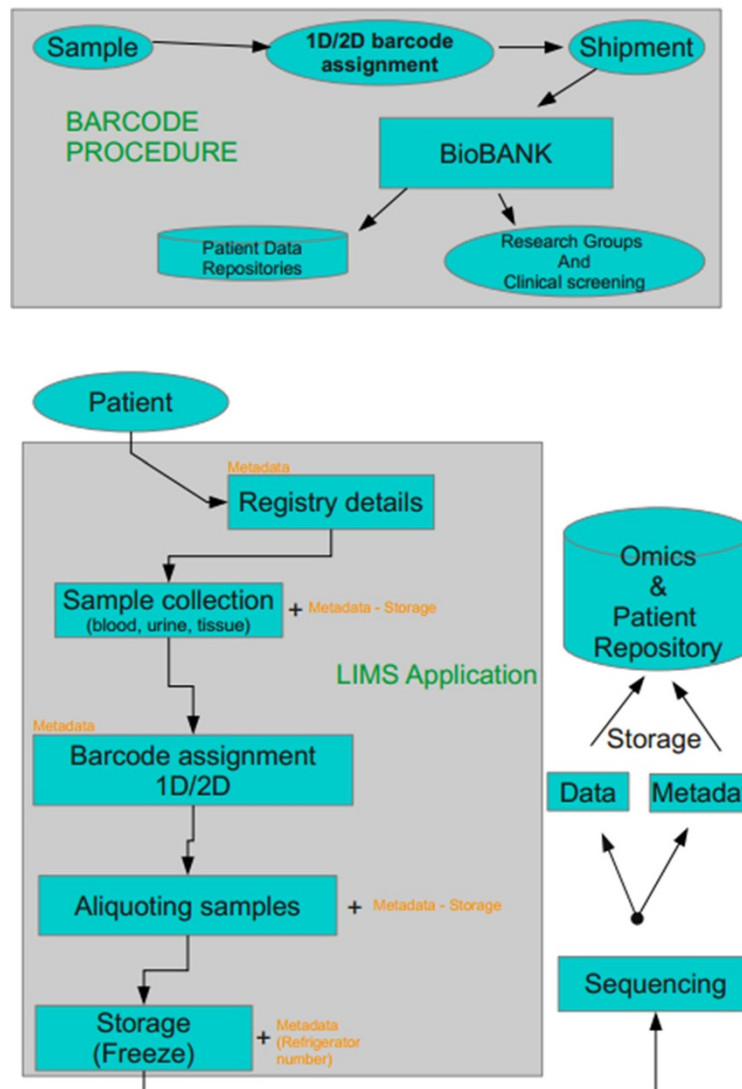 Sample
1D/2D barcode
assignment
Shipment
BARCODE
PROCEDURE
BioBANK
Patient Data
Repositories
Research Groups
And
Clinical screening
Patient
Metadata
Registry details
Sample collection
(blood, urine, tissue)
+ Metadata - Storage
LIMS Application
Metadata
Barcode assignment
1D/2D
Aliquoting samples
+ Metadata - Storage
Storage
(Freeze)
+ Metadata
(Refrigerator
number)
Omics
&
Patient
Repository
Storage
Data
Metada
Sequencing